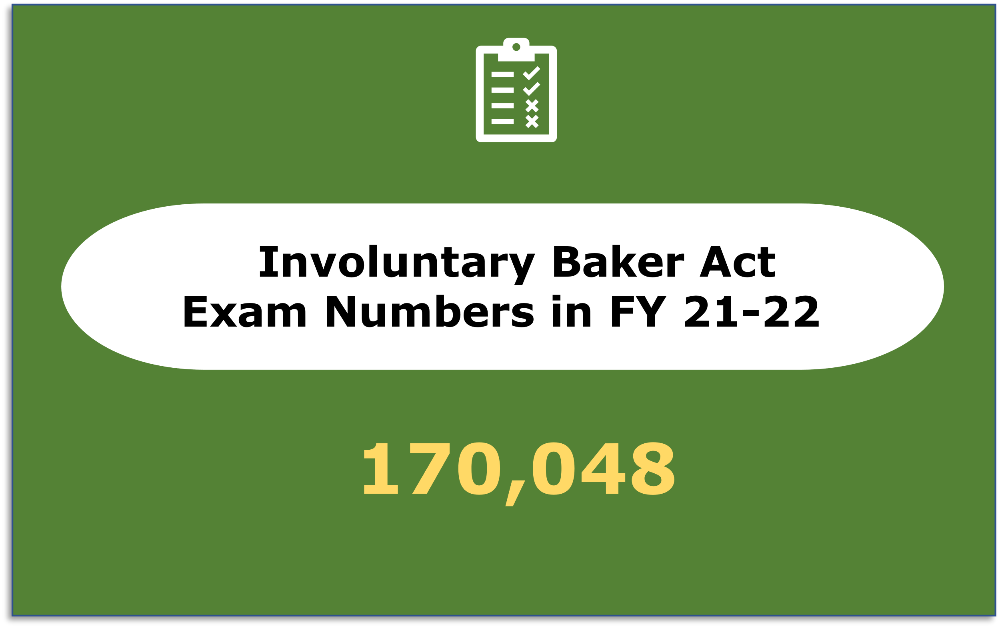 Involuntary Baker Act
Exam Numbers in FY 21-22
170,048